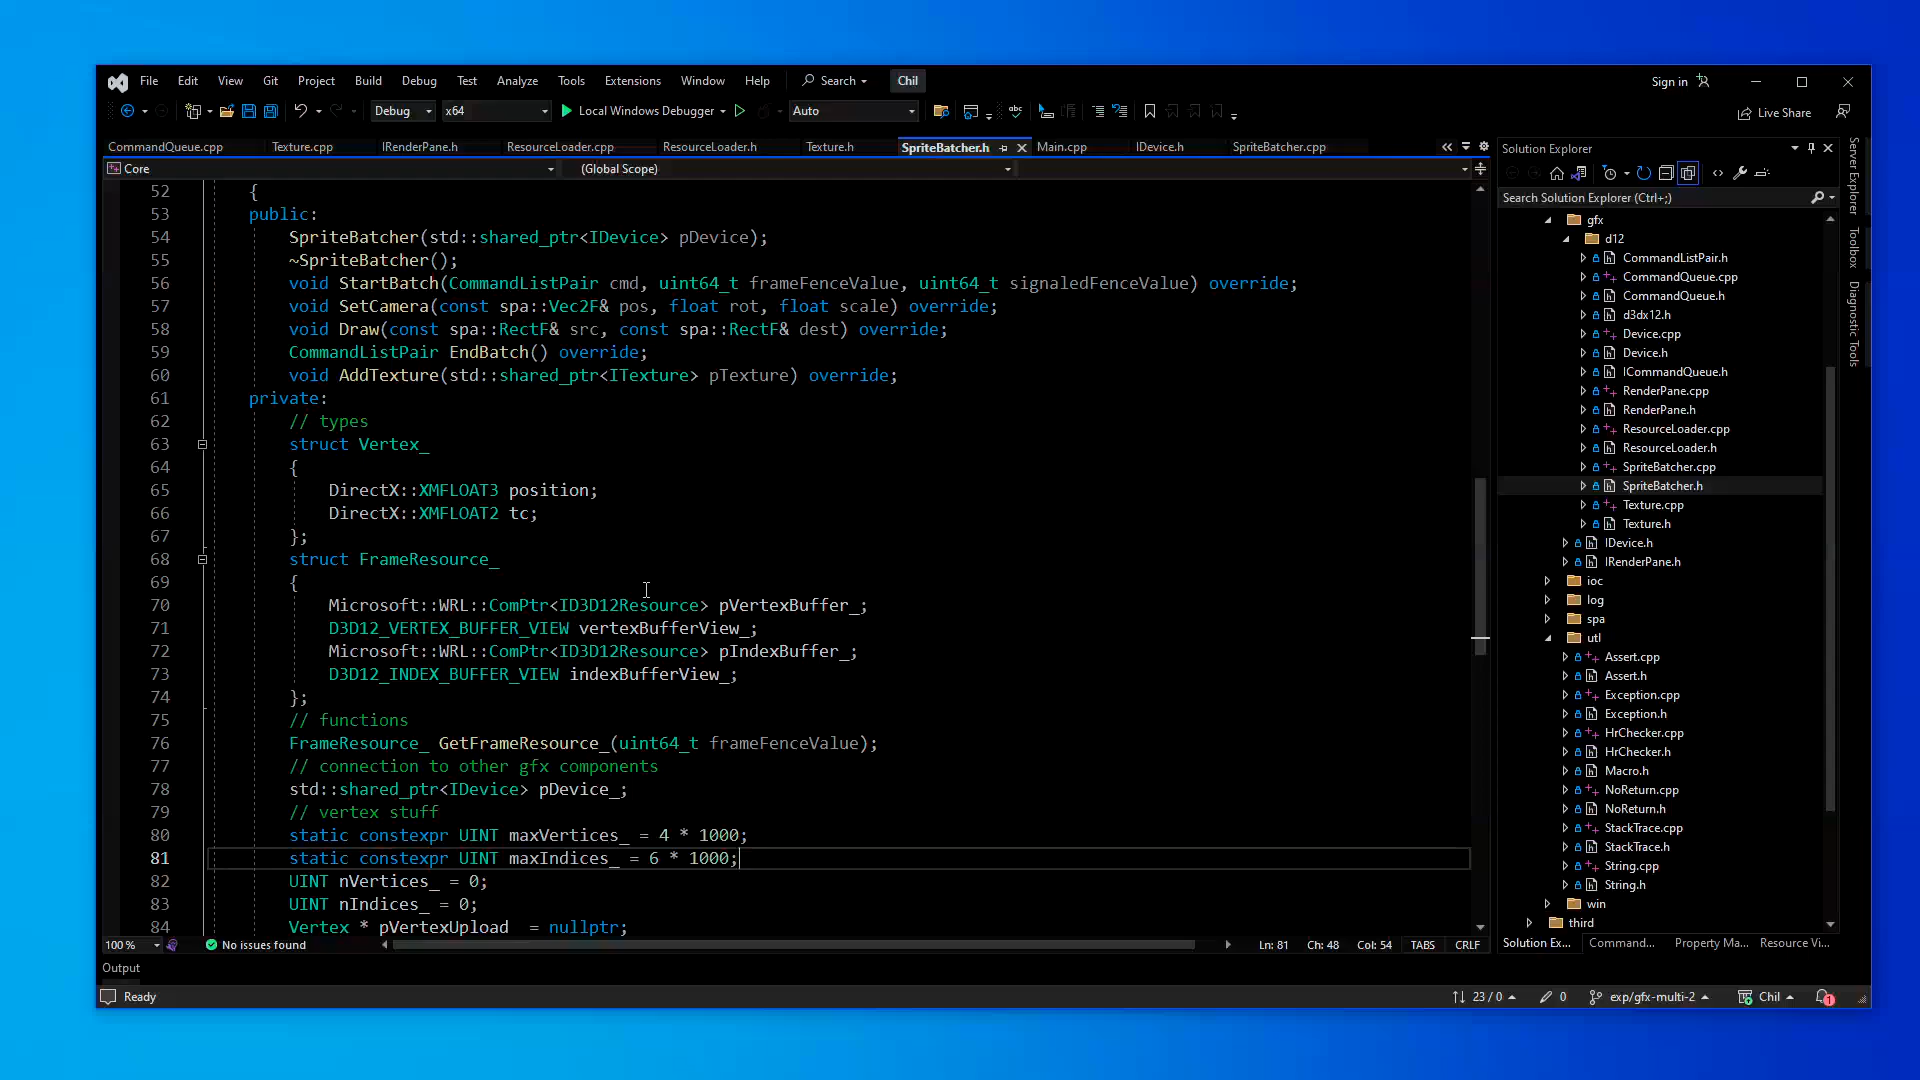 File Edit View Git Project Build Debug Test Analyze Tools Extensions Window Help Search Chil Sign in
Debug x64 Local Windows Debugger Auto Live Share
CommandQueue.cpp Texture.cpp IRenderPane.h ResourceLoader.cpp ResourceLoader.h Texture.h SpriteBatcher.h Main.cpp IDevice.h SpriteBatcher.cpp
Core (Global Scope)
52 {
53 public:
54 SpriteBatcher(std::shared_ptr<IDevice> pDevice);
55 ~SpriteBatcher();
56 void StartBatch(CommandListPair cmd, uint64_t frameFenceValue, uint64_t signaledFenceValue) override;
57 void SetCamera(const spa::Vec2F& pos, float rot, float scale) override;
58 void Draw(const spa::RectF& src, const spa::RectF& dest) override;
59 CommandListPair EndBatch() override;
60 void AddTexture(std::shared_ptr<ITexture> pTexture) override;
61 private:
62 // types
63 struct Vertex_
64 {
65 DirectX::XMFLOAT3 position;
66 DirectX::XMFLOAT2 tc;
67 };
68 struct FrameResource_
69 {
70 Microsoft::WRL::ComPtr<ID3D12Resource> pVertexBuffer_;
71 D3D12_VERTEX_BUFFER_VIEW vertexBufferView_;
72 Microsoft::WRL::ComPtr<ID3D12Resource> pIndexBuffer_;
73 D3D12_INDEX_BUFFER_VIEW indexBufferView_;
74 };
75 // functions
76 FrameResource_ GetFrameResource_(uint64_t frameFenceValue);
77 // connection to other gfx components
78 std::shared_ptr<IDevice> pDevice_;
79 // vertex stuff
80 static constexpr UINT maxVertices_ = 4 * 1000;
81 static constexpr UINT maxIndices_ = 6 * 1000;
82 UINT nVertices_ = 0;
83 UINT nIndices_ = 0;
84 Vertex * pVertexUpload = nullptr;
100 % No issues found Ln: 81 Ch: 48 Col: 54 TABS CRLF
Output
Ready 23 / 0 0 exp/gfx-multi-2 Chil 1
Solution Explorer
Search Solution Explorer (Ctrl+;)
gfx
d12
CommandListPair.h
CommandQueue.cpp
CommandQueue.h
d3dx12.h
Device.cpp
Device.h
ICommandQueue.h
RenderPane.cpp
RenderPane.h
ResourceLoader.cpp
ResourceLoader.h
SpriteBatcher.cpp
SpriteBatcher.h
Texture.cpp
Texture.h
IDevice.h
IRenderPane.h
ioc
log
spa
utl
Assert.cpp
Assert.h
Exception.cpp
Exception.h
HrChecker.cpp
HrChecker.h
Macro.h
NoReturn.cpp
NoReturn.h
StackTrace.cpp
StackTrace.h
String.cpp
String.h
win
third
Solution Ex... Command... Property Ma... Resource Vi...
Server Explorer
Toolbox
Diagnostic Tools